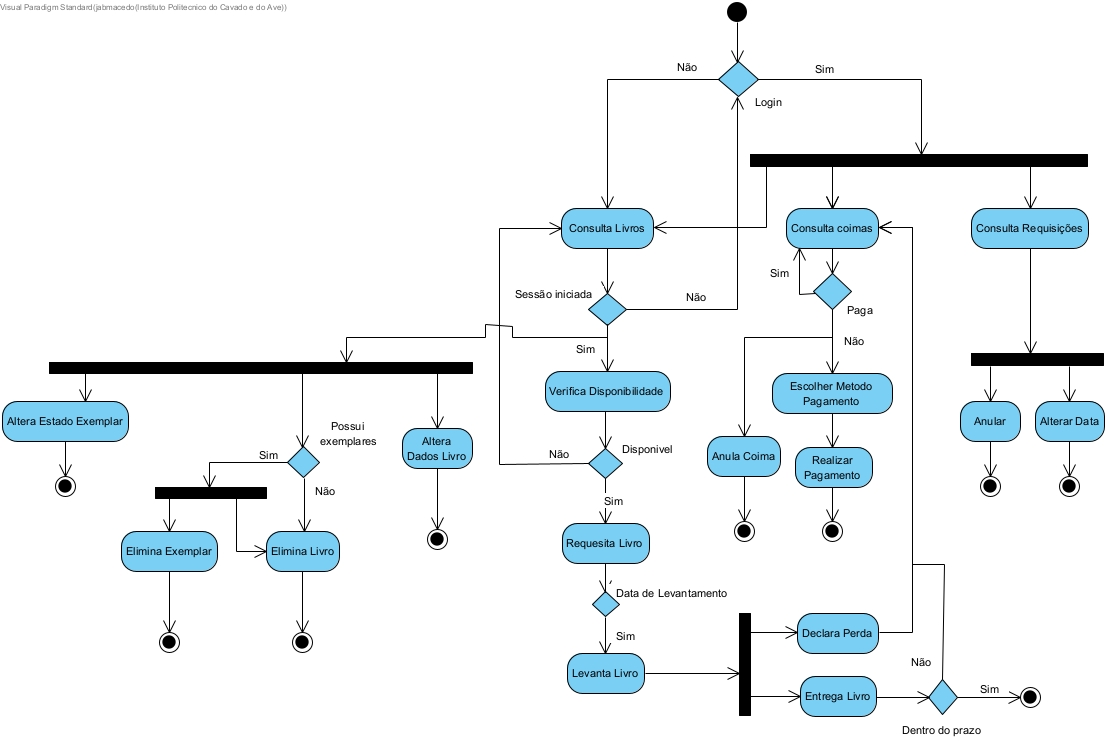 Visual Paradigm Standard(jabmacedo(Instituto Politecnico do Cavado e do Ave))
Não
Sim
Login
Consulta Livros
Consulta coimas
Consulta Requisições
Sim
Sessão iniciada
Não
Paga
Não
Sim
Verifica Disponibilidade
Escolher Metodo
Pagamento
Altera Estado Exemplar
Anular
Alterar Data
Possui
exemplares
Altera
Dados Livro
Sim
Não
Disponivel
Anula Coima
Realizar
Pagamento
Não
Sim
Elimina Exemplar
Elimina Livro
Requesita Livro
Data de Levantamento
Sim
Declara Perda
Levanta Livro
Não
Entrega Livro
Sim
Dentro do prazo